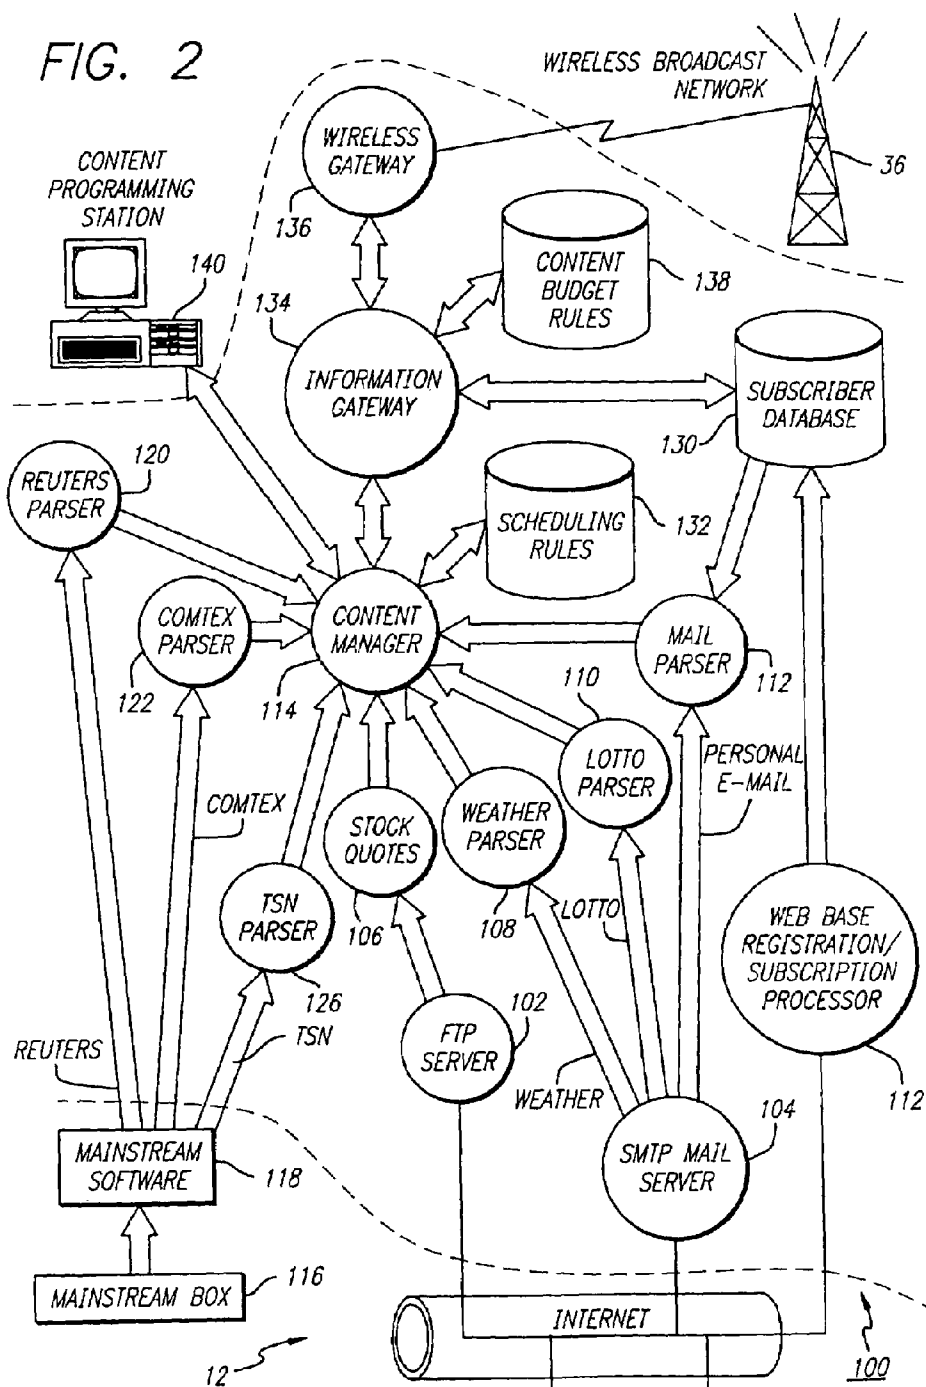 FIG. 2
WIRELESS BROADCAST
NETWORK
36
WIRELESS
GATEWAY
136
CONTENT
PROGRAMMING
STATION
140
134
CONTENT
BUDGET
RULES
138
INFORMATION
GATEWAY
SUBSCRIBER
DATABASE
130
REUTERS
PARSER
120
SCHEDULING
RULES
132
COMTEX
PARSER
122
CONTENT
MANAGER
114
MAIL
PARSER
112
110
LOTTO
PARSER
PERSONAL
E-MAIL
COMTEX
STOCK
QUOTES
106
WEATHER
PARSER
108
LOTTO
TSN
PARSER
126
WEB BASE
REGISTRATION/
SUBSCRIPTION
PROCESSOR
112
102
FTP
SERVER
TSN
REUTERS
WEATHER
104
SMTP MAIL
SERVER
MAINSTREAM
SOFTWARE
118
MAINSTREAM BOX
116
INTERNET
12
100